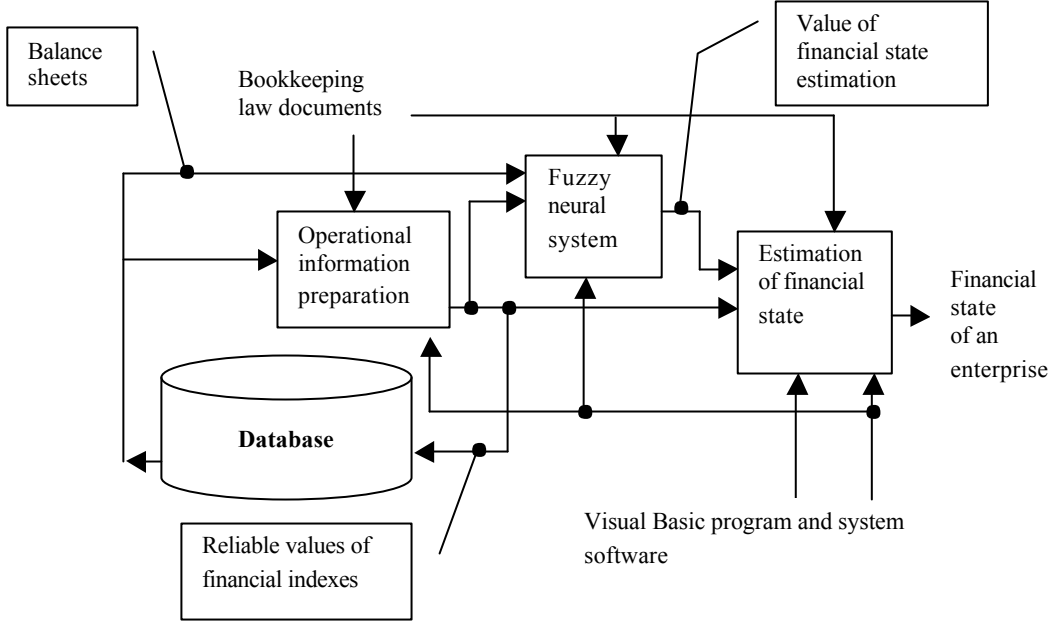 Balance
sheets
Bookkeeping
law documents
Value of
financial state
estimation
Fuzzy
neural
system
Operational
information
preparation
Estimation
of financial
state
Financial
state
of an
enterprise
Database
Reliable values of
financial indexes
Visual Basic program and system
software